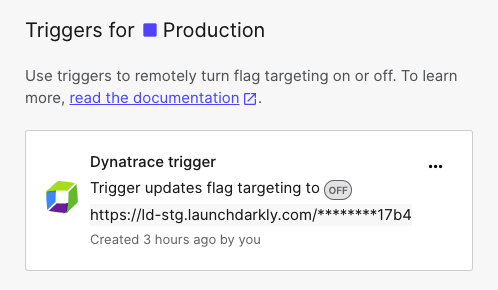 Triggers for Production
Use triggers to remotely turn flag targeting on or off. To learn
more, read the documentation.
Dynatrace trigger
Trigger updates flag targeting to OFF
https://ld-stg.launchdarkly.com/********17b4
Created 3 hours ago by you